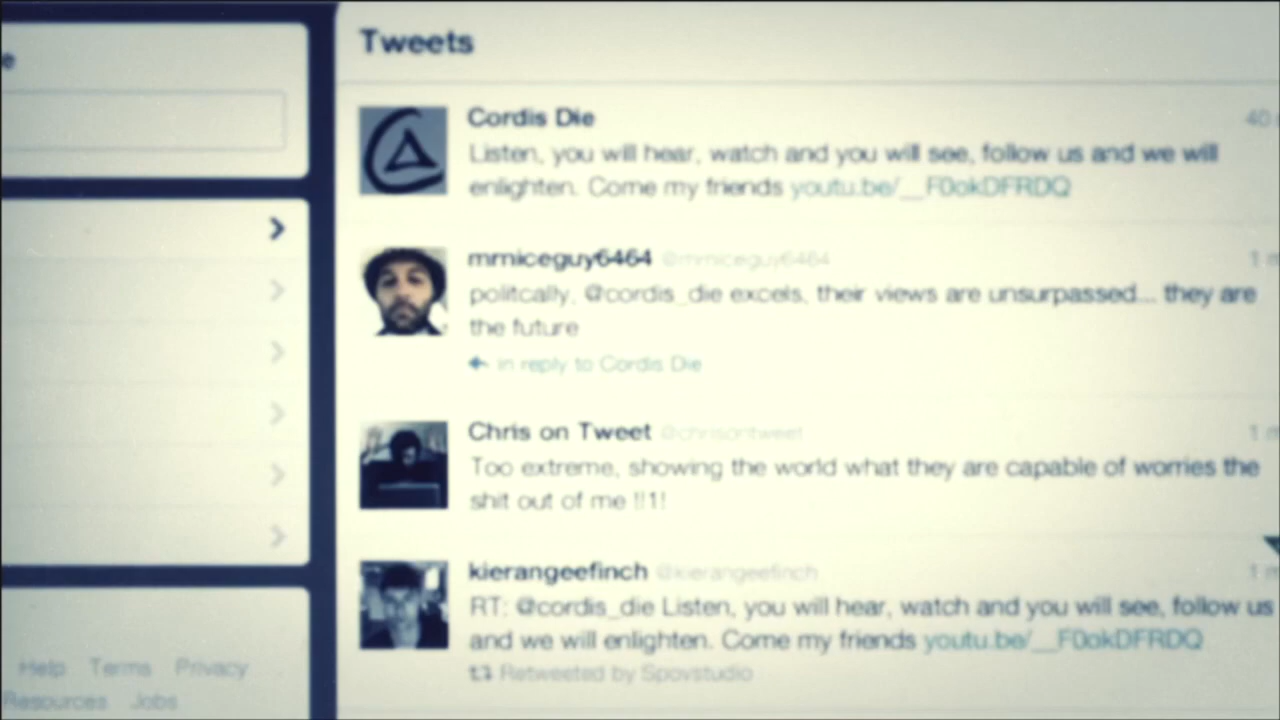 e
Tweets
Cordis Die
40
Listen, you will hear, watch and you will see, follow us and we will
enlighten. Come my friends youtu.be/__F0okDFRDQ
mrniceguy6464 @mrniceguy6464
1 m
politcally, @cordis_die excels, their views are unsurpassed... they are
the future
in reply to Cordis Die
Chris on Tweet @chrisontweet
1 m
Too extreme, showing the world what they are capable of worries the
shit out of me !!1!
kierangeefinch @kierangeefinch
1 m
RT: @cordis_die Listen, you will hear, watch and you will see, follow us
and we will enlighten. Come my friends youtu.be/__F0okDFRDQ
Retweeted by Spovstudio
Help Terms Privacy
Resources Jobs